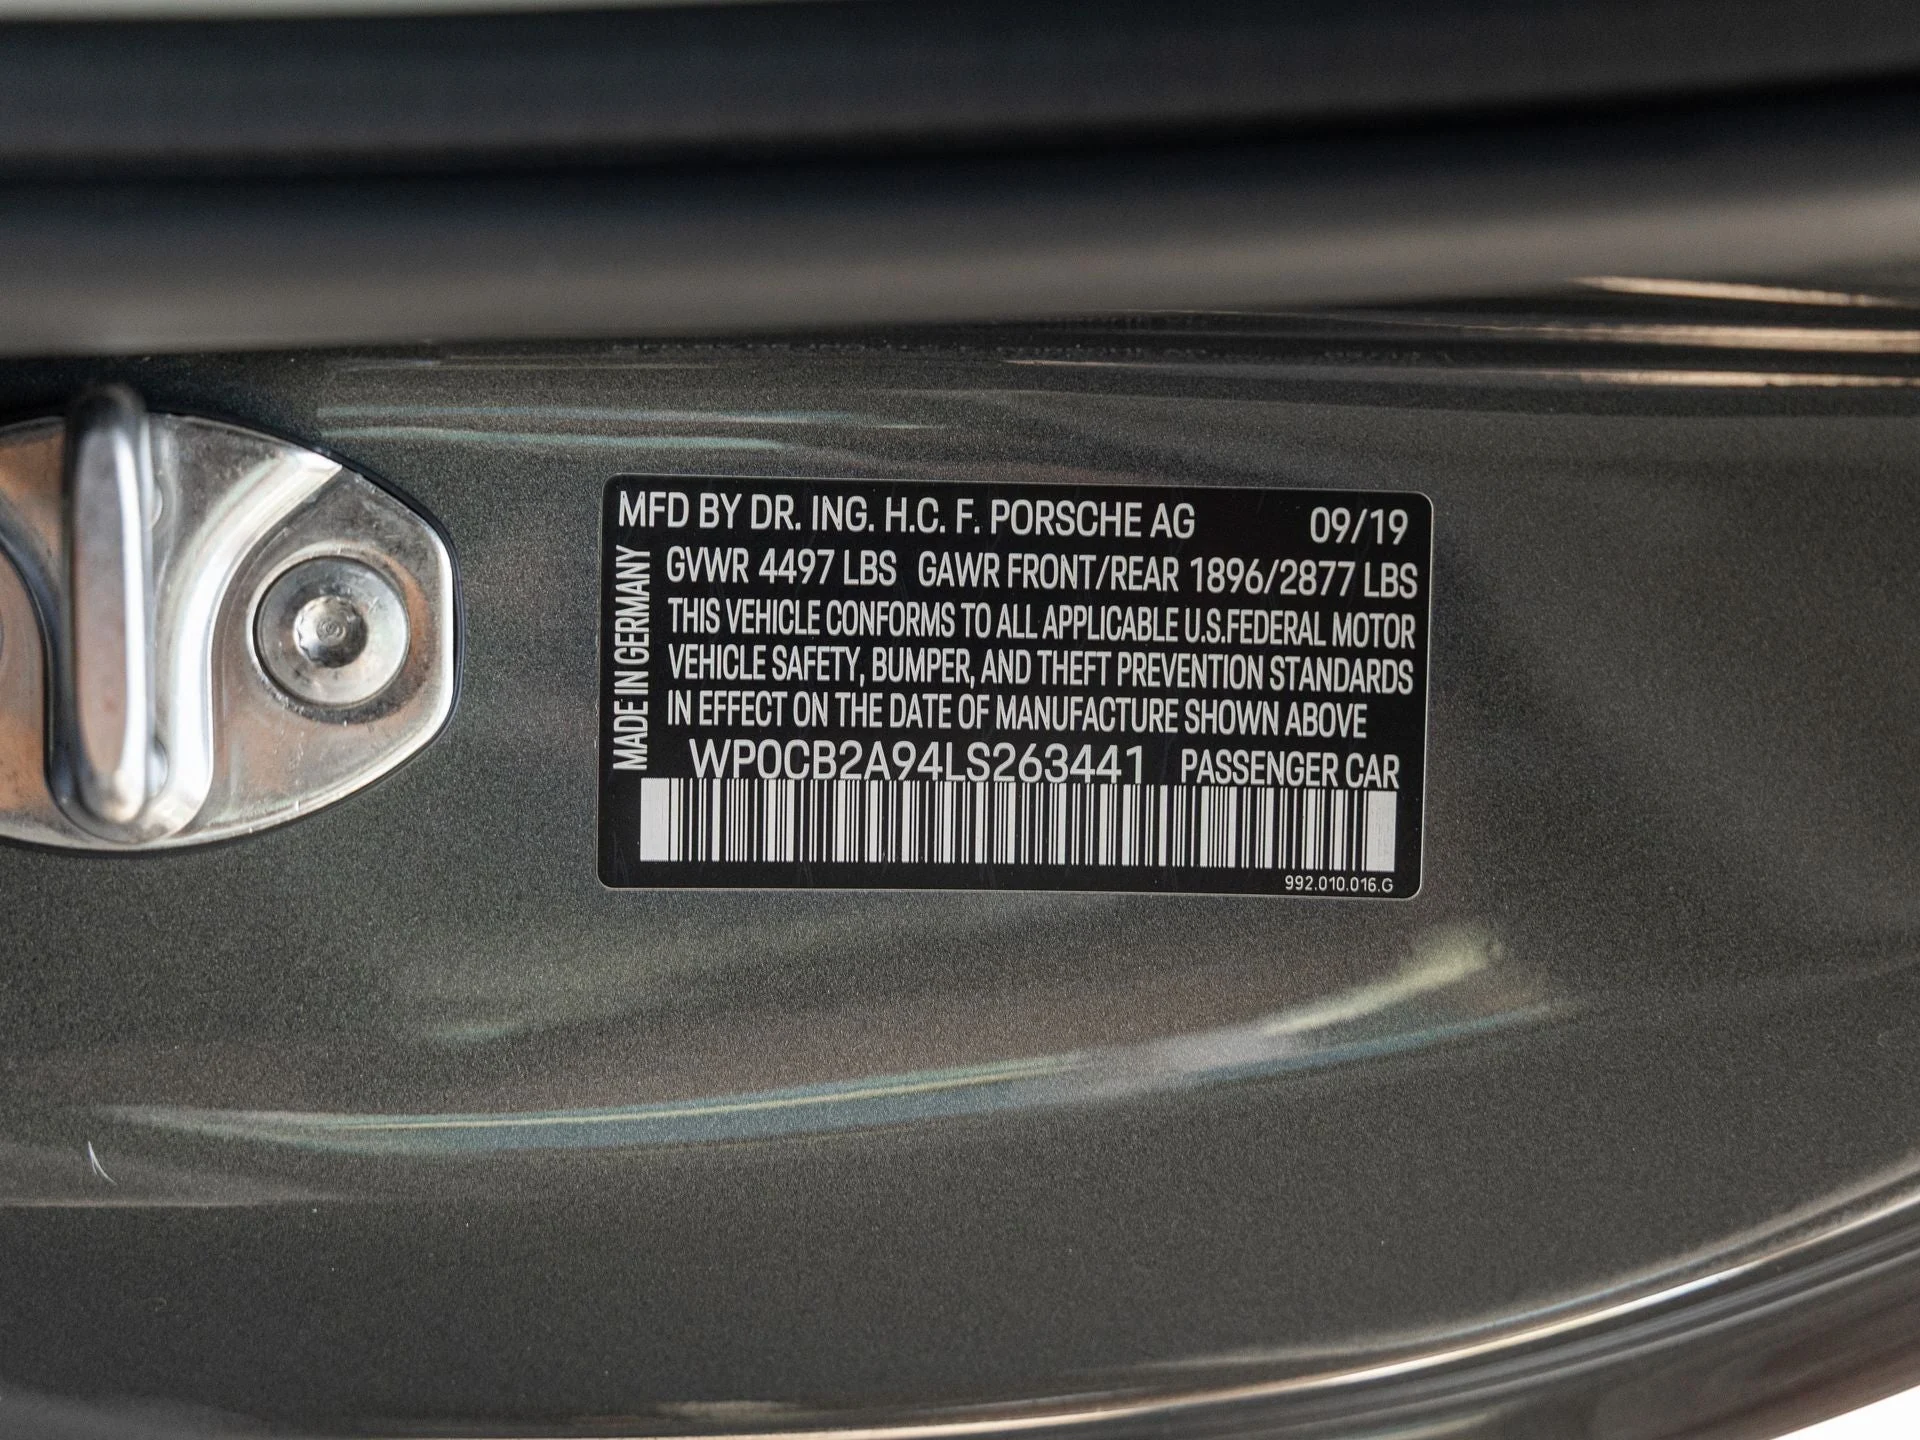 MFD BY DR. ING. H.C. F. PORSCHE AG 09/19
GVWR 4497 LBS GAWR FRONT/REAR 1896/2877 LBS
THIS VEHICLE CONFORMS TO ALL APPLICABLE U.S.FEDERAL MOTOR
VEHICLE SAFETY, BUMPER, AND THEFT PREVENTION STANDARDS
IN EFFECT ON THE DATE OF MANUFACTURE SHOWN ABOVE
WP0CB2A94LS263441 PASSENGER CAR
992.010.016.G
MADE IN GERMANY